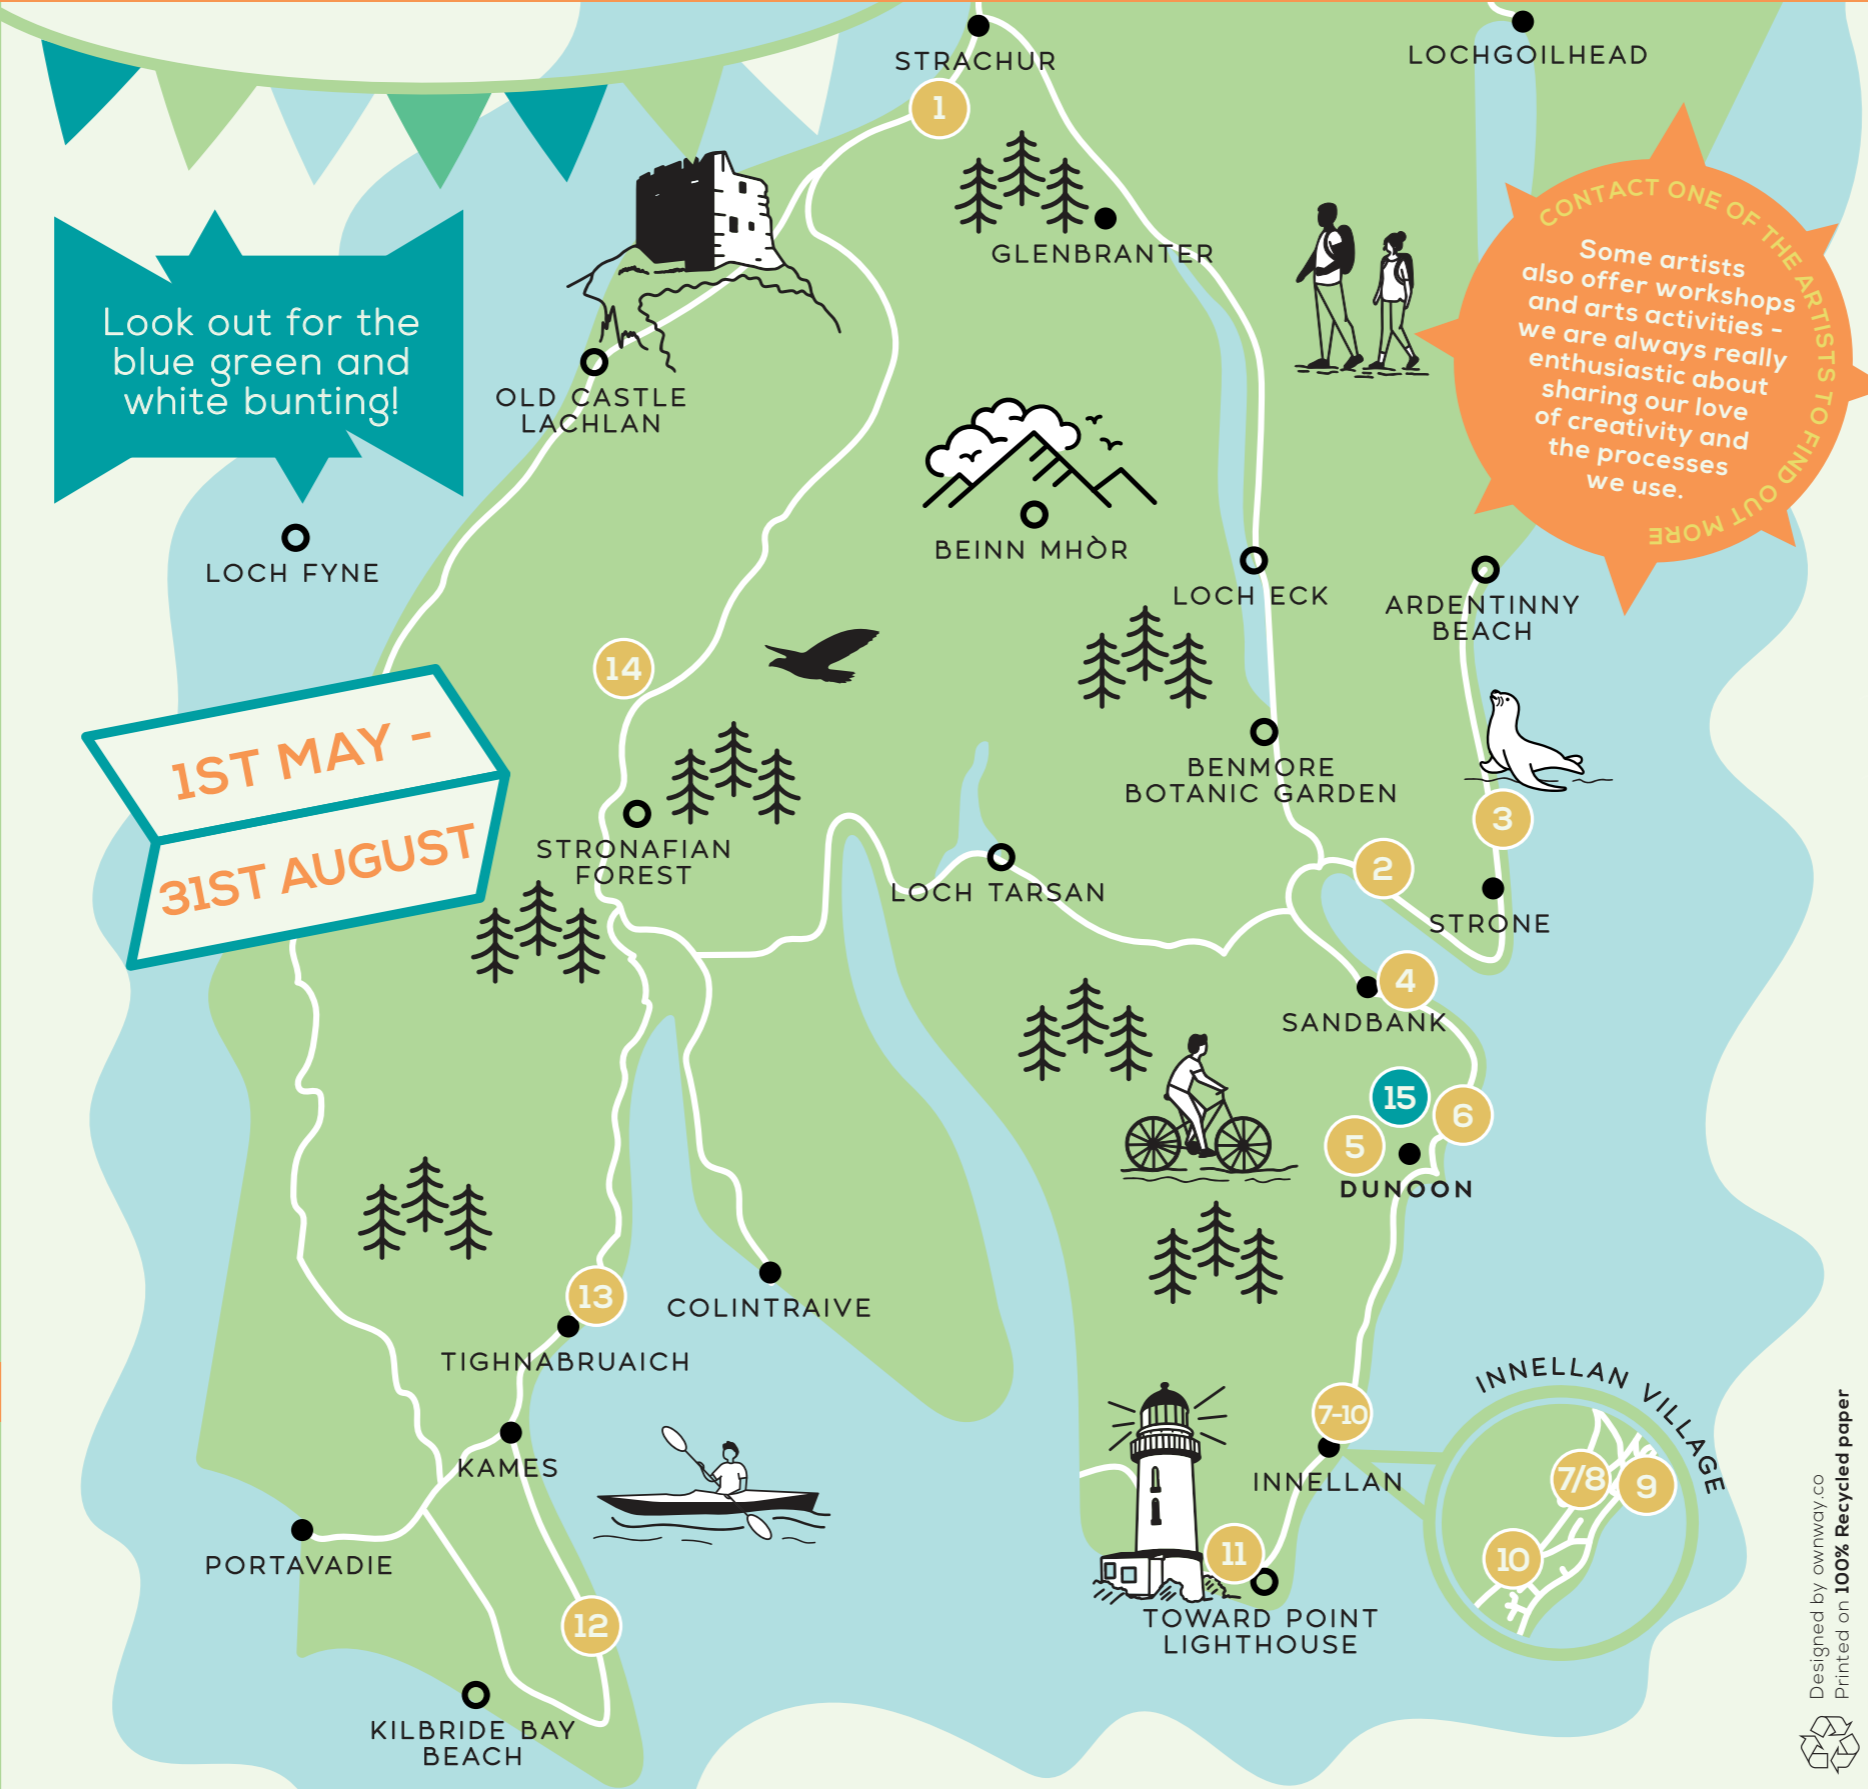 STRACHUR
LOCHGOILHEAD
1
CONTACT ONE OF THE ARTISTS TO FIND OUT MORE
Some artists
also offer workshops
and arts activities -
we are always really
enthusiastic about
sharing our love
of creativity and
the processes
we use.
GLENBRANTER
Look out for the
blue green and
white bunting!
OLD CASTLE
LACHLAN
LOCH FYNE
BEINN MHÒR
LOCH ECK
ARDENTINNY
BEACH
14
1ST MAY -
31ST AUGUST
BENMORE
BOTANIC GARDEN
3
STRONAFIAN
FOREST
LOCH TARSAN
2
STRONE
4
SANDBANK
15
6
5
DUNOON
13
COLINTRAIVE
TIGHNABRUAICH
7-10
INNELLAN VILLAGE
KAMES
INNELLAN
7/8
9
10
PORTAVADIE
11
TOWARD POINT
LIGHTHOUSE
12
KILBRIDE BAY
BEACH
Designed by ownway.co
Printed on 100% Recycled paper